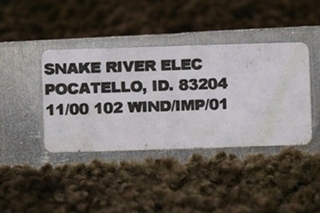 SNAKE RIVER ELEC
POCATELLO, ID. 83204
11/00 102 WIND/IMP/01